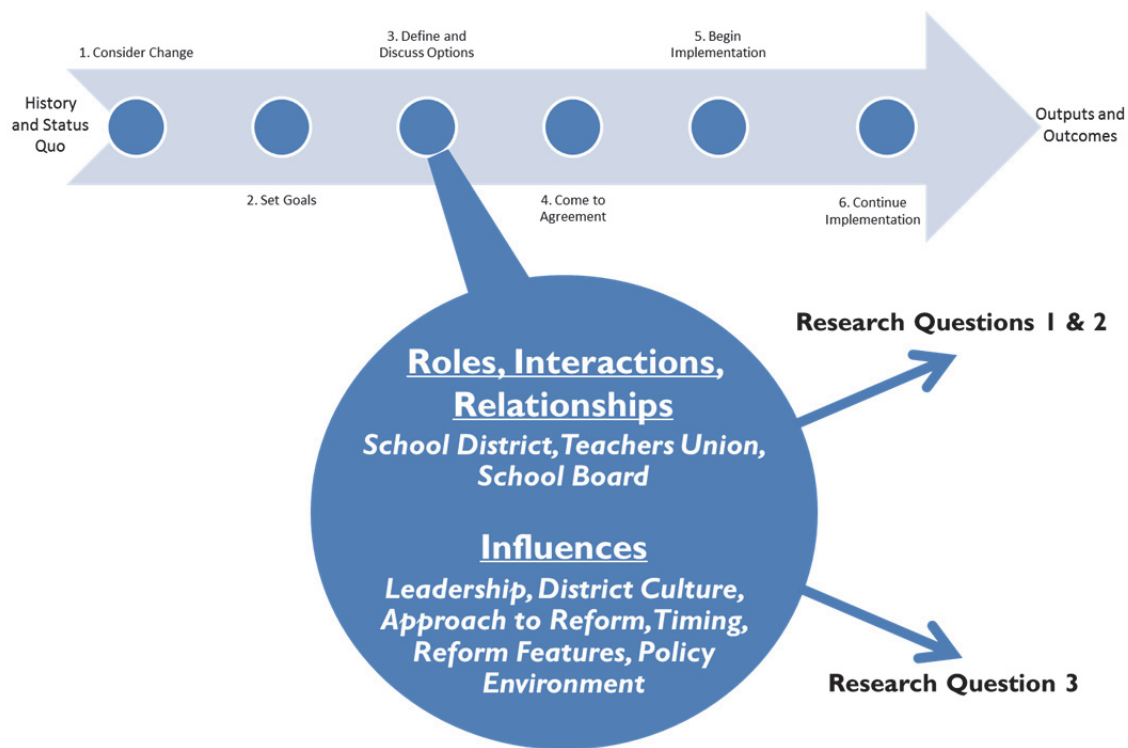 1. Consider Change
3. Define and
Discuss Options
5. Begin
Implementation
History
and Status
Quo
Outputs and
Outcomes
2. Set Goals
4. Come to
Agreement
6. Continue
Implementation
Research Questions 1 & 2
Roles, Interactions,
Relationships
School District, Teachers Union,
School Board
Influences
Leadership, District Culture,
Approach to Reform, Timing,
Reform Features, Policy
Environment
Research Question 3